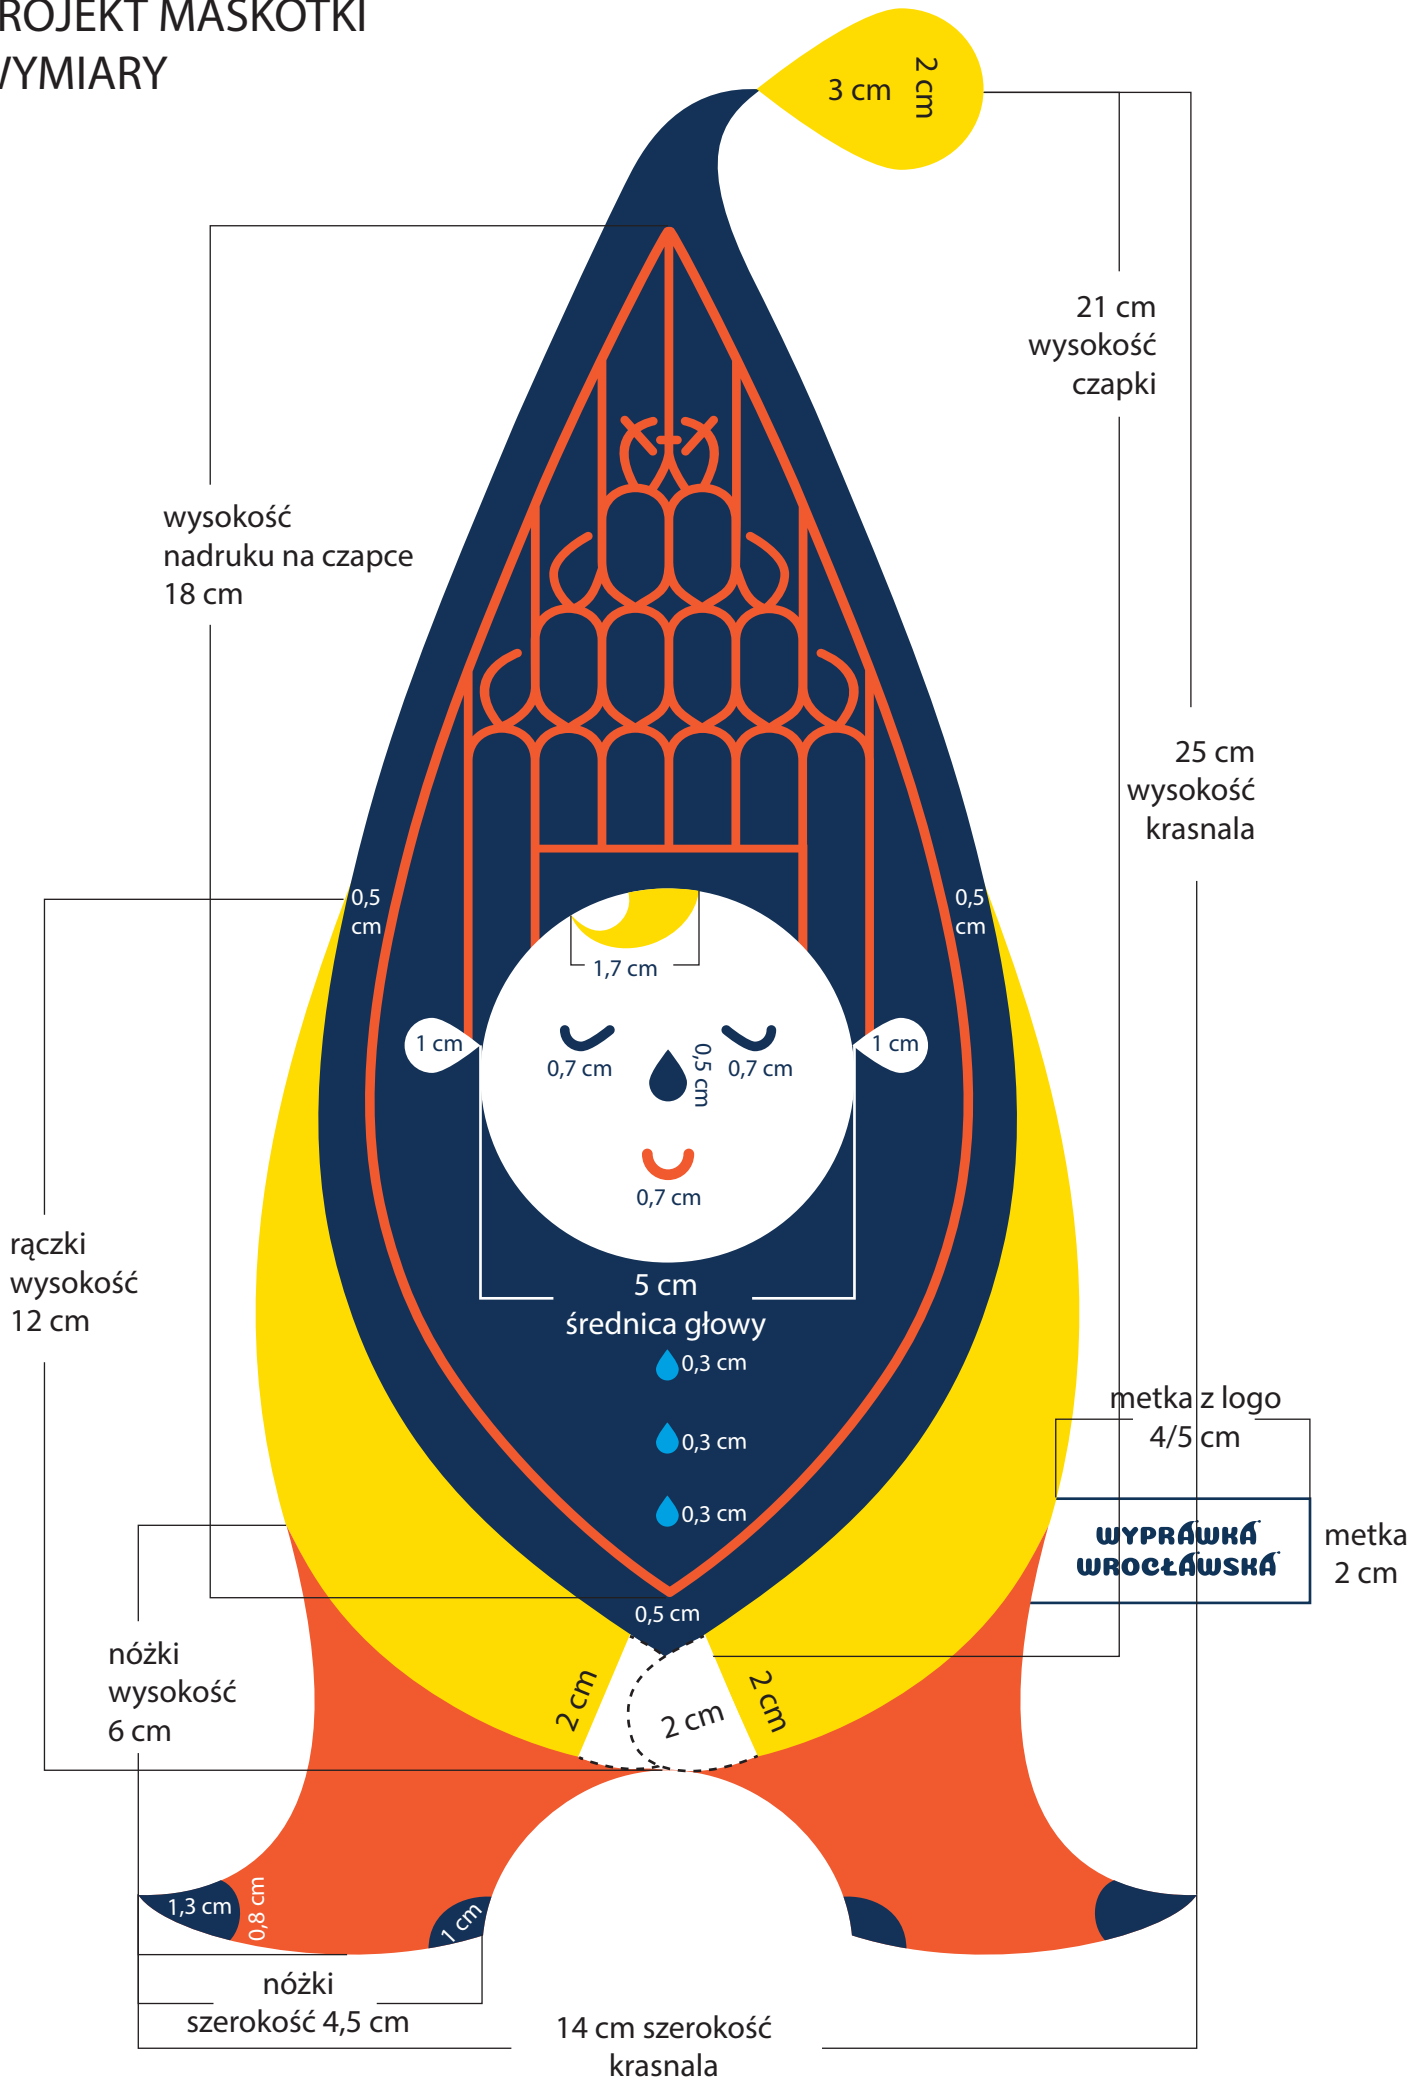 ROJEKT MASKOTKI
WYMIARY
3 cm
2 cm
21 cm
wysokość
czapki
wysokość
nadruku na czapce
18 cm
25 cm
wysokość
krasnala
0,5
cm
0,5
cm
1,7 cm
1 cm
1 cm
0,7 cm
0,5 cm
0,7 cm
0,7 cm
rączki
wysokość
12 cm
5 cm
średnica głowy
0,3 cm
0,3 cm
0,3 cm
metka z logo
4/5 cm
WYPRAWKA
WROCŁAWSKA
metka
2 cm
0,5 cm
nóżki
wysokość
6 cm
2 cm
2 cm
2 cm
1,3 cm
0,8 cm
1 cm
nóżki
szerokość 4,5 cm
14 cm szerokość
krasnala